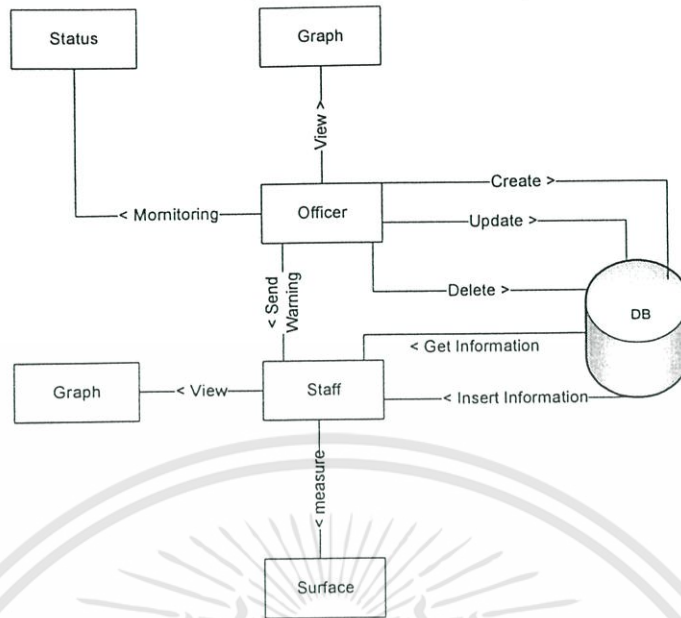 Status
Graph
View >
Create >
< Momitoring
Officer
Update >
< Send
Warning
Delete >
DB
< Get Information
Graph
< View
Staff
< Insert Information
< measure
Surface